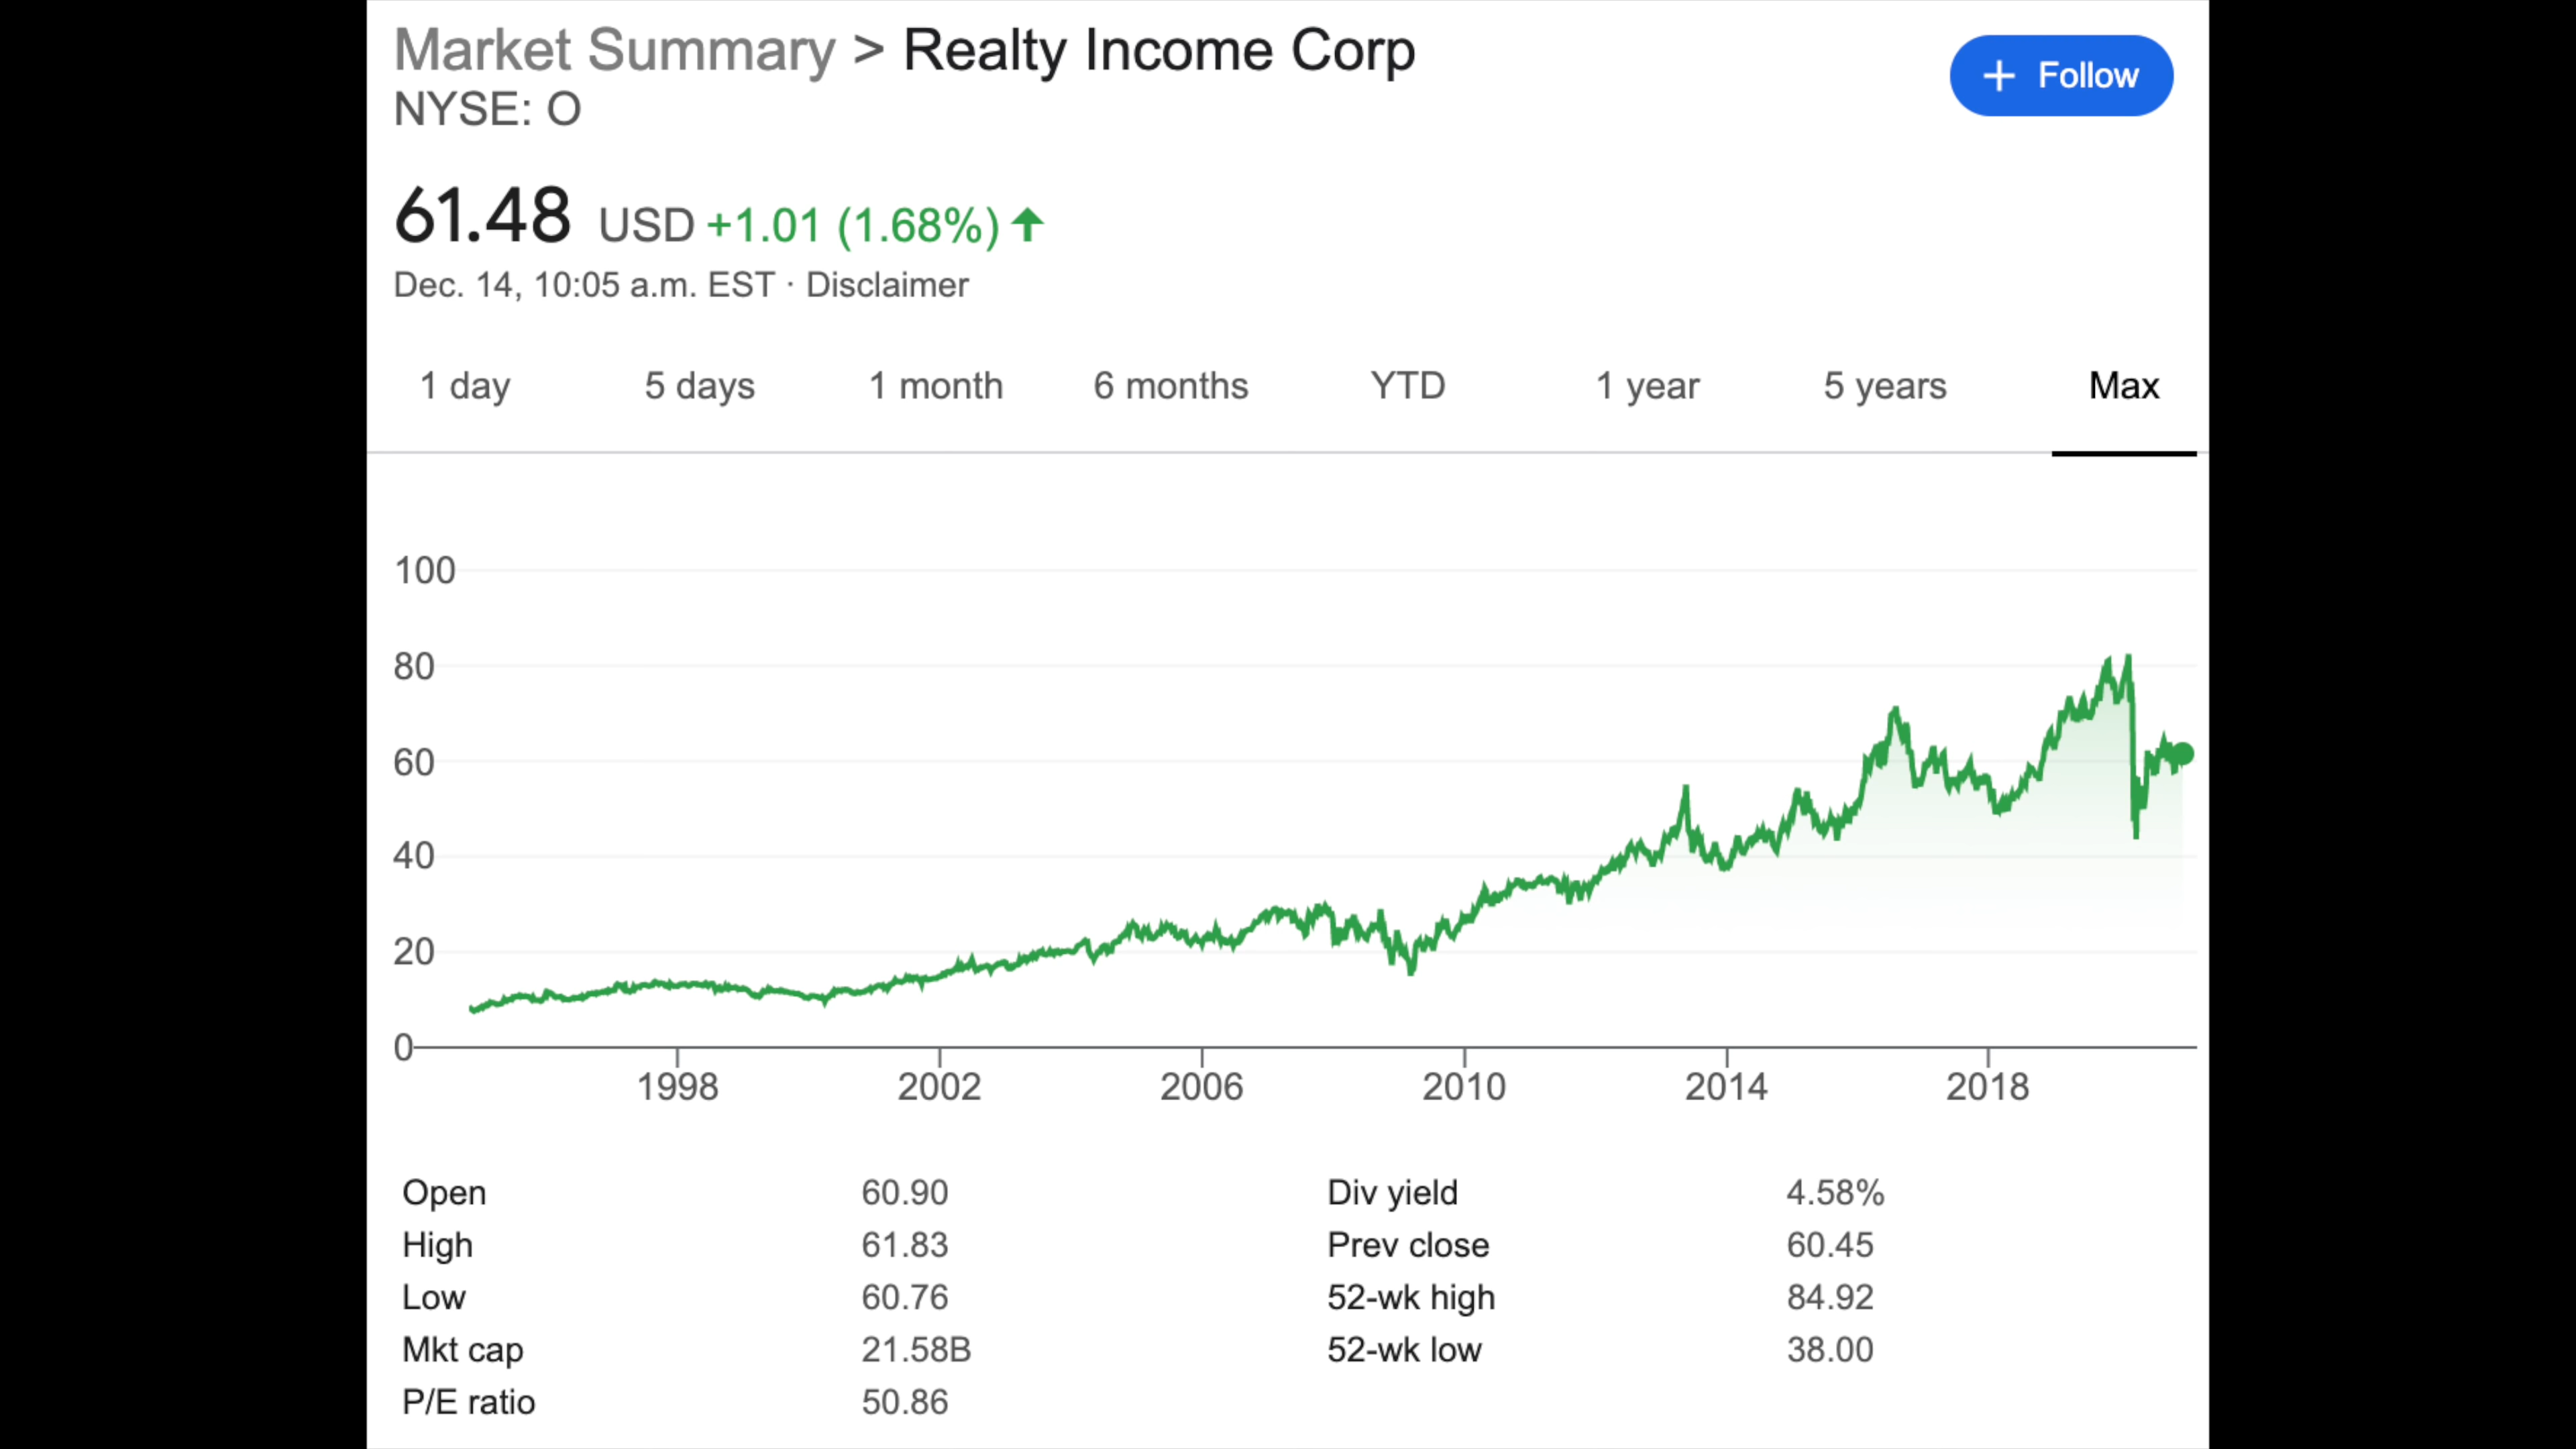 Market Summary > Realty Income Corp
+ Follow
NYSE: O
61.48 USD +1.01 (1.68%)
Dec. 14, 10:05 a.m. EST · Disclaimer
1 day 5 days 1 month 6 months YTD 1 year 5 years Max
100
80
60
40
20
0
1998 2002 2006 2010 2014 2018
Open 60.90 Div yield 4.58%
High 61.83 Prev close 60.45
Low 60.76 52-wk high 84.92
Mkt cap 21.58B 52-wk low 38.00
P/E ratio 50.86